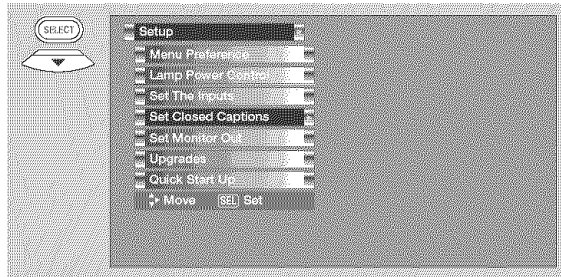 SELECT
Setup
Menu Preference
Lamp Power Control
Set The Inputs
Set Closed Captions
Set Monitor Out
Upgrades
Quick Start Up
Move SEL Set